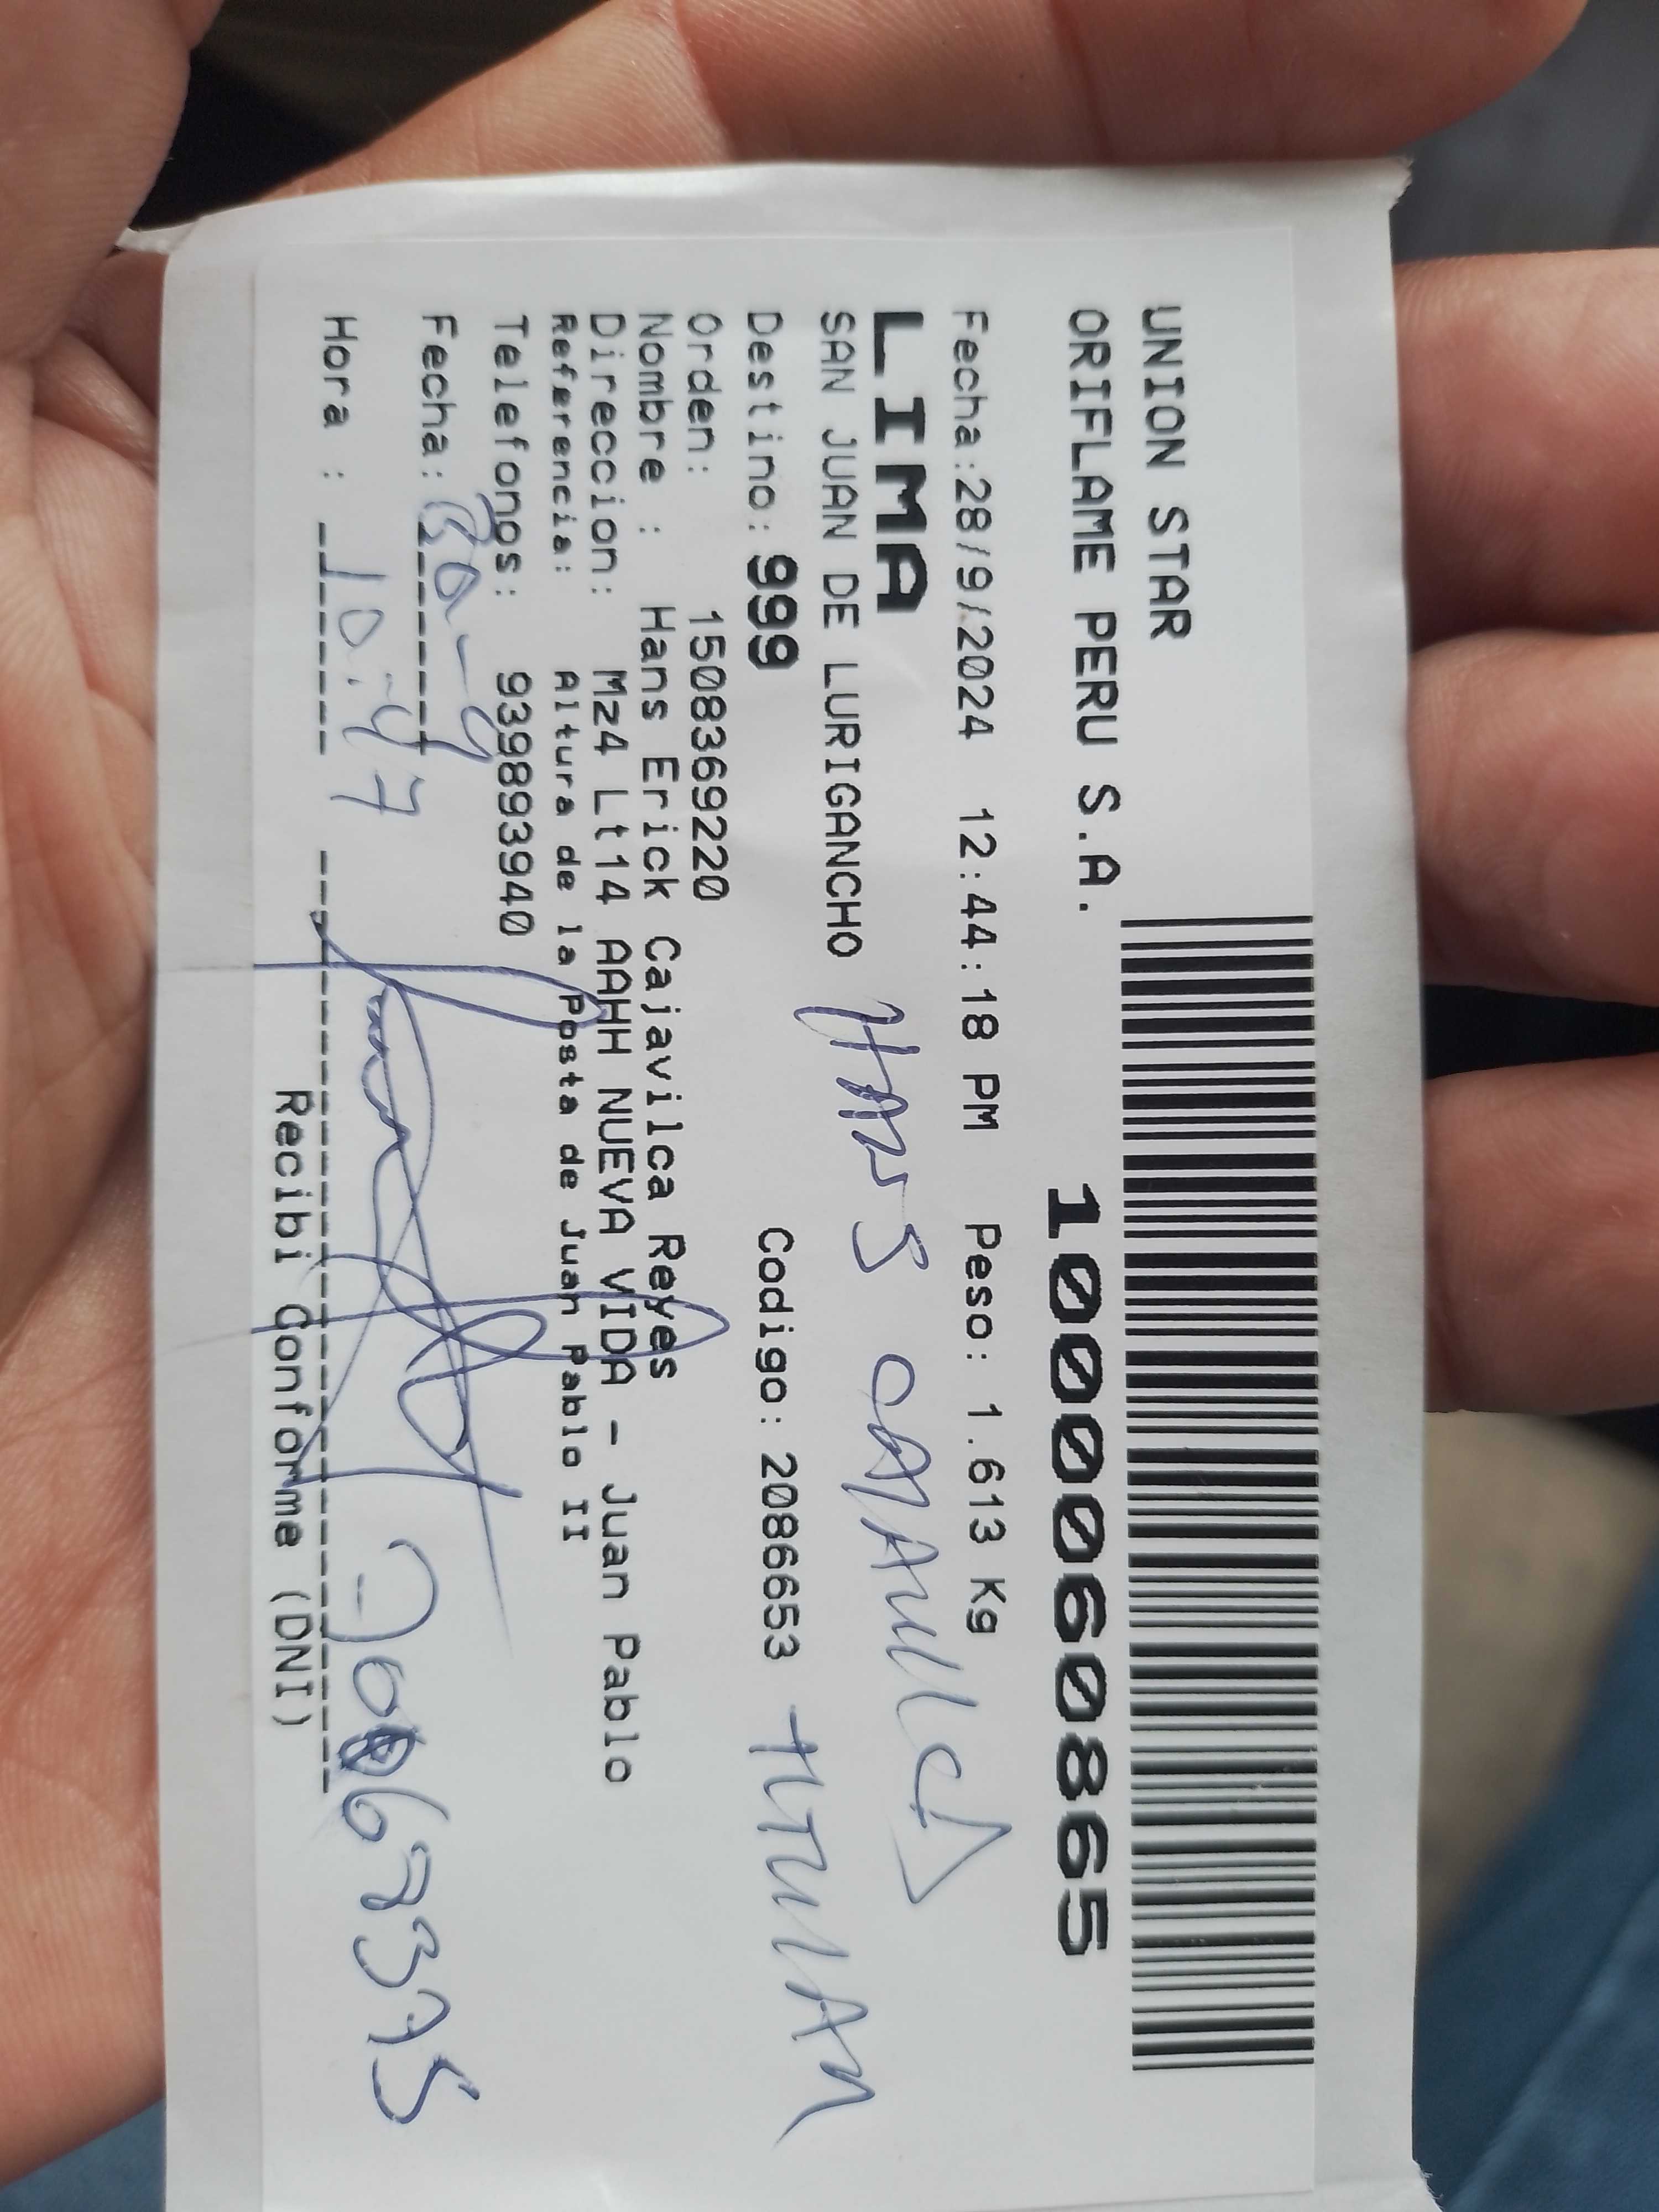 UNION STAR
ORIFLAME PERU S.A.
1000060865
Fecha:28/9/2024 12:44:18 PM Peso: 1.613 Kg
LIMA
SAN JUAN DE LURIGANCHO
HANS
Destino: 999 Codigo: 2086653
TITULAR
Orden: 1508369220
Nombre : Hans Erick Cajavilca Reyes
Direccion: Mz4 Lt14 AAHH NUEVA VIDA - Juan Pablo
Referencia: Altura de la Posta de Juan Pablo II
Telefonos: 939893940
Fecha: 30-9
Hora : 10:47
Recibi Conforme (DNI)